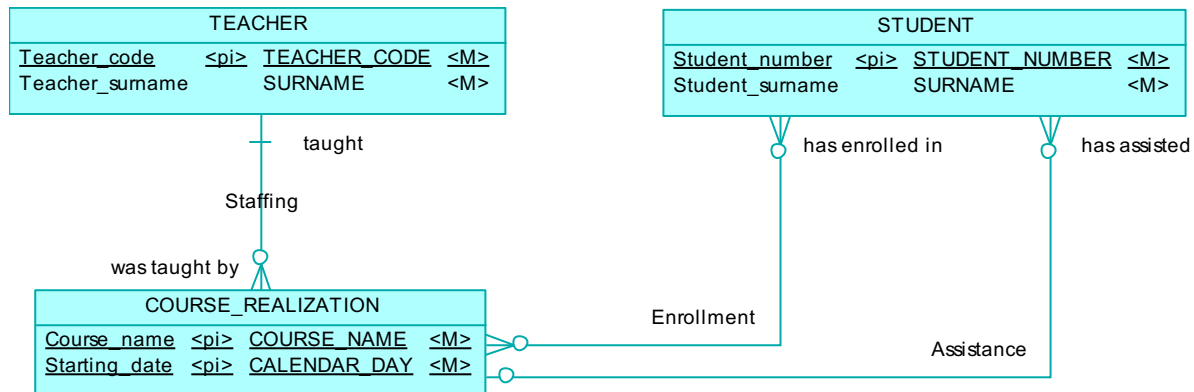 TEACHER
Teacher_code <pi> TEACHER_CODE <M>
Teacher_surname SURNAME <M>
STUDENT
Student_number <pi> STUDENT_NUMBER <M>
Student_surname SURNAME <M>
taught
Staffing
was taught by
has enrolled in
has assisted
COURSE_REALIZATION
Course_name <pi> COURSE_NAME <M>
Starting_date <pi> CALENDAR_DAY <M>
Enrollment
Assistance